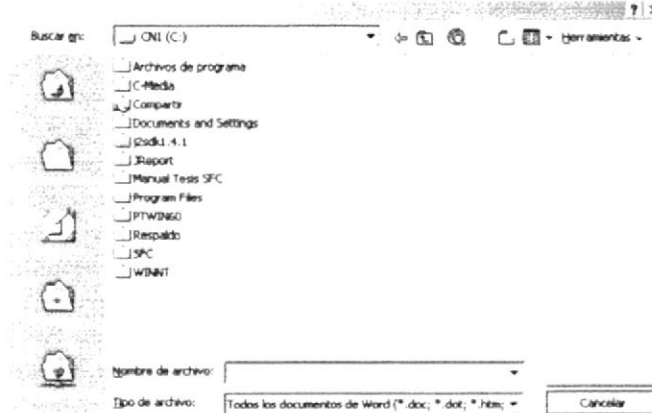 ?
Buscar en: CN1 (C:) Herramientas
Archivos de programa
C-Media
Compartir
Documents and Settings
j2sdk1.4.1
JReport
Manual Tesis SFC
Program Files
PTWIN60
Respaldo
SFC
WINNT
Nombre de archivo:
Tipo de archivo: Todos los documentos de Word (*.doc; *.dot; *.htm;
Cancelar